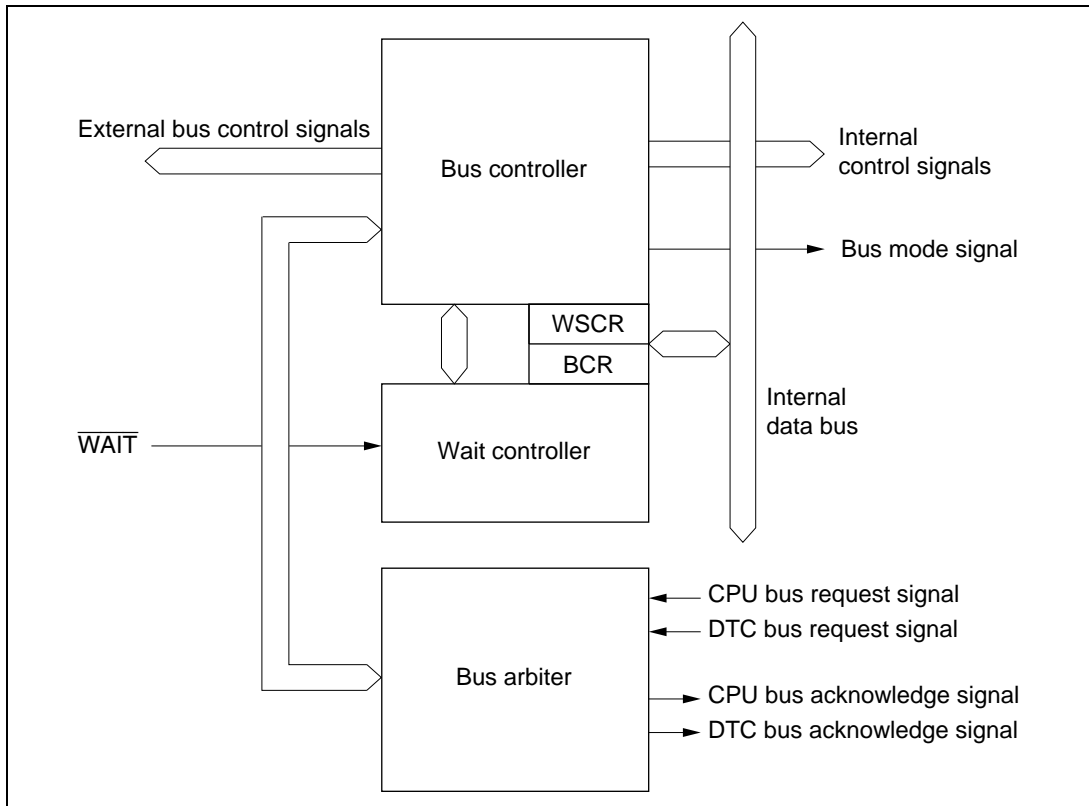 External bus control signals
Bus controller
Internal
control signals
Bus mode signal
WSCR
BCR
Internal
data bus
WAIT
Wait controller
CPU bus request signal
DTC bus request signal
Bus arbiter
CPU bus acknowledge signal
DTC bus acknowledge signal